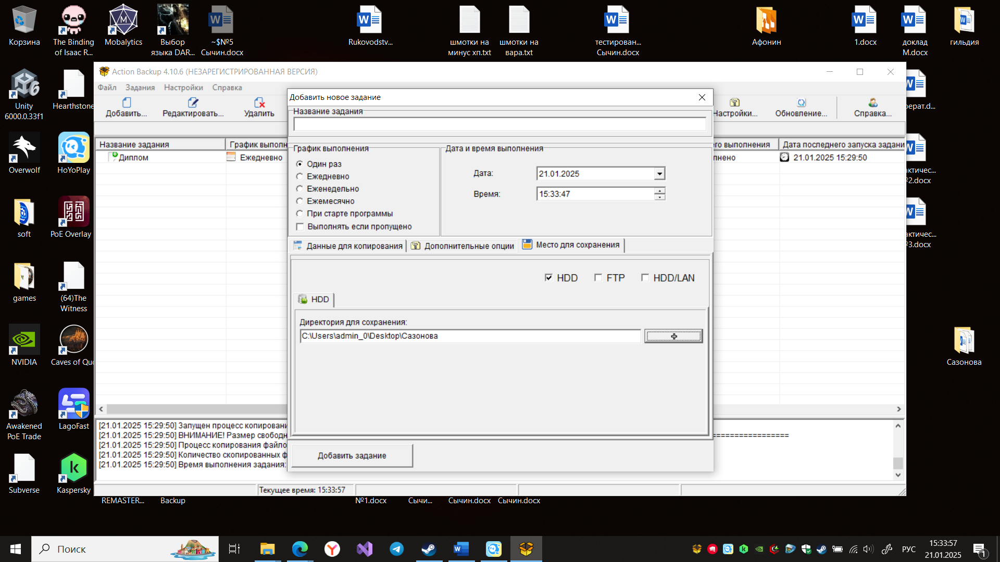 Корзина
The Binding
of Isaac R...
Mobalytics
Выбор
языка DAR...
~$№5
Сычин.docx
Rukovodstv...
шмотки на
минус хп.txt
шмотки на
вара.txt
тестирован...
Сычин.docx
Афонин
1.docx
доклад
М.docx
гильдия
Unity
6000.0.33f1
Hearthstone
Overwolf
HoYoPlay
soft
PoE Overlay
games
(64)The
Witness
NVIDIA
Caves of Qu
Awakened
PoE Trade
LagoFast
Subverse
Kaspersky
Action Backup 4.10.6 (НЕЗАРЕГИСТРИРОВАННАЯ ВЕРСИЯ)
Файл Задания Настройки Справка
Добавить... Редактировать... Удалить
Настройки... Обновление... Справка...
Название задания
График выполн
го выполнения
Дата последнего запуска задани
Диплом
Ежедневно
лнено
21.01.2025 15:29:50
Добавить новое задание
Название задания
График выполнения
Один раз
Ежедневно
Еженедельно
Ежемесячно
При старте программы
Выполнять если пропущено
Дата и время выполнения
Дата: 21.01.2025
Время: 15:33:47
Данные для копирования
Дополнительные опции
Место для сохранения
HDD FTP HDD/LAN
HDD
Директория для сохранения:
C:\Users\admin_0\Desktop\Сазонова
Добавить задание
[21.01.2025 15:29:50] Запущен процесс копировани
[21.01.2025 15:29:50] ВНИМАНИЕ! Размер свободн
[21.01.2025 15:29:50] Процесс копирования файло
[21.01.2025 15:29:50] Количество скопированных ф
[21.01.2025 15:29:50] Время выполнения задания:
Текущее время: 15:33:57
ерат.d...
актичес...
№2.docx
актичес...
№3.docx
Сазонова
REMASTER...
Backup
№1.docx
Сычи...
Сычин.docx
Сычин.docx
Поиск
РУС
15:33:57
21.01.2025
1